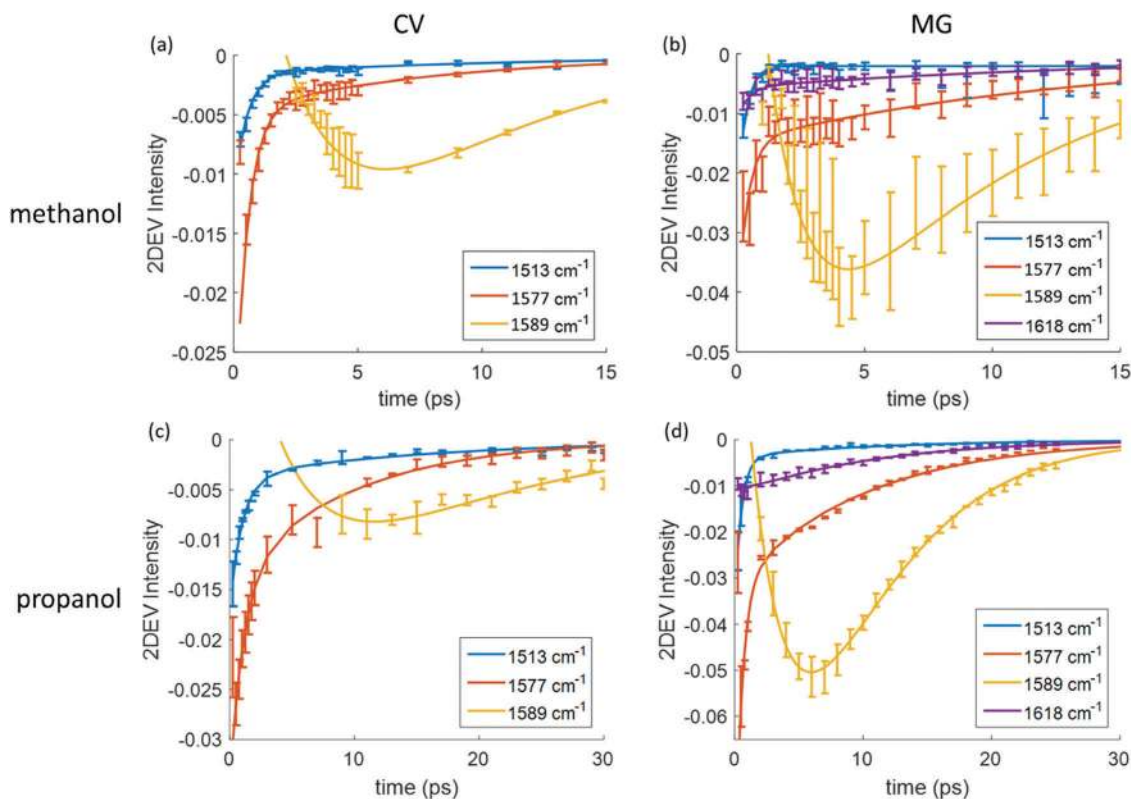 CV
MG
methanol
propanol
(a)
0
-0.005
-0.01
-0.015
-0.02
-0.025
2DEV Intensity
0
5
10
15
time (ps)
1513 cm⁻¹
1577 cm⁻¹
1589 cm⁻¹
(b)
0
-0.01
-0.02
-0.03
-0.04
-0.05
2DEV Intensity
0
5
10
15
time (ps)
1513 cm⁻¹
1577 cm⁻¹
1589 cm⁻¹
1618 cm⁻¹
(c)
0
-0.005
-0.01
-0.015
-0.02
-0.025
-0.03
2DEV Intensity
0
10
20
30
time (ps)
1513 cm⁻¹
1577 cm⁻¹
1589 cm⁻¹
(d)
0
-0.01
-0.02
-0.03
-0.04
-0.05
-0.06
2DEV Intensity
0
10
20
30
time (ps)
1513 cm⁻¹
1577 cm⁻¹
1589 cm⁻¹
1618 cm⁻¹